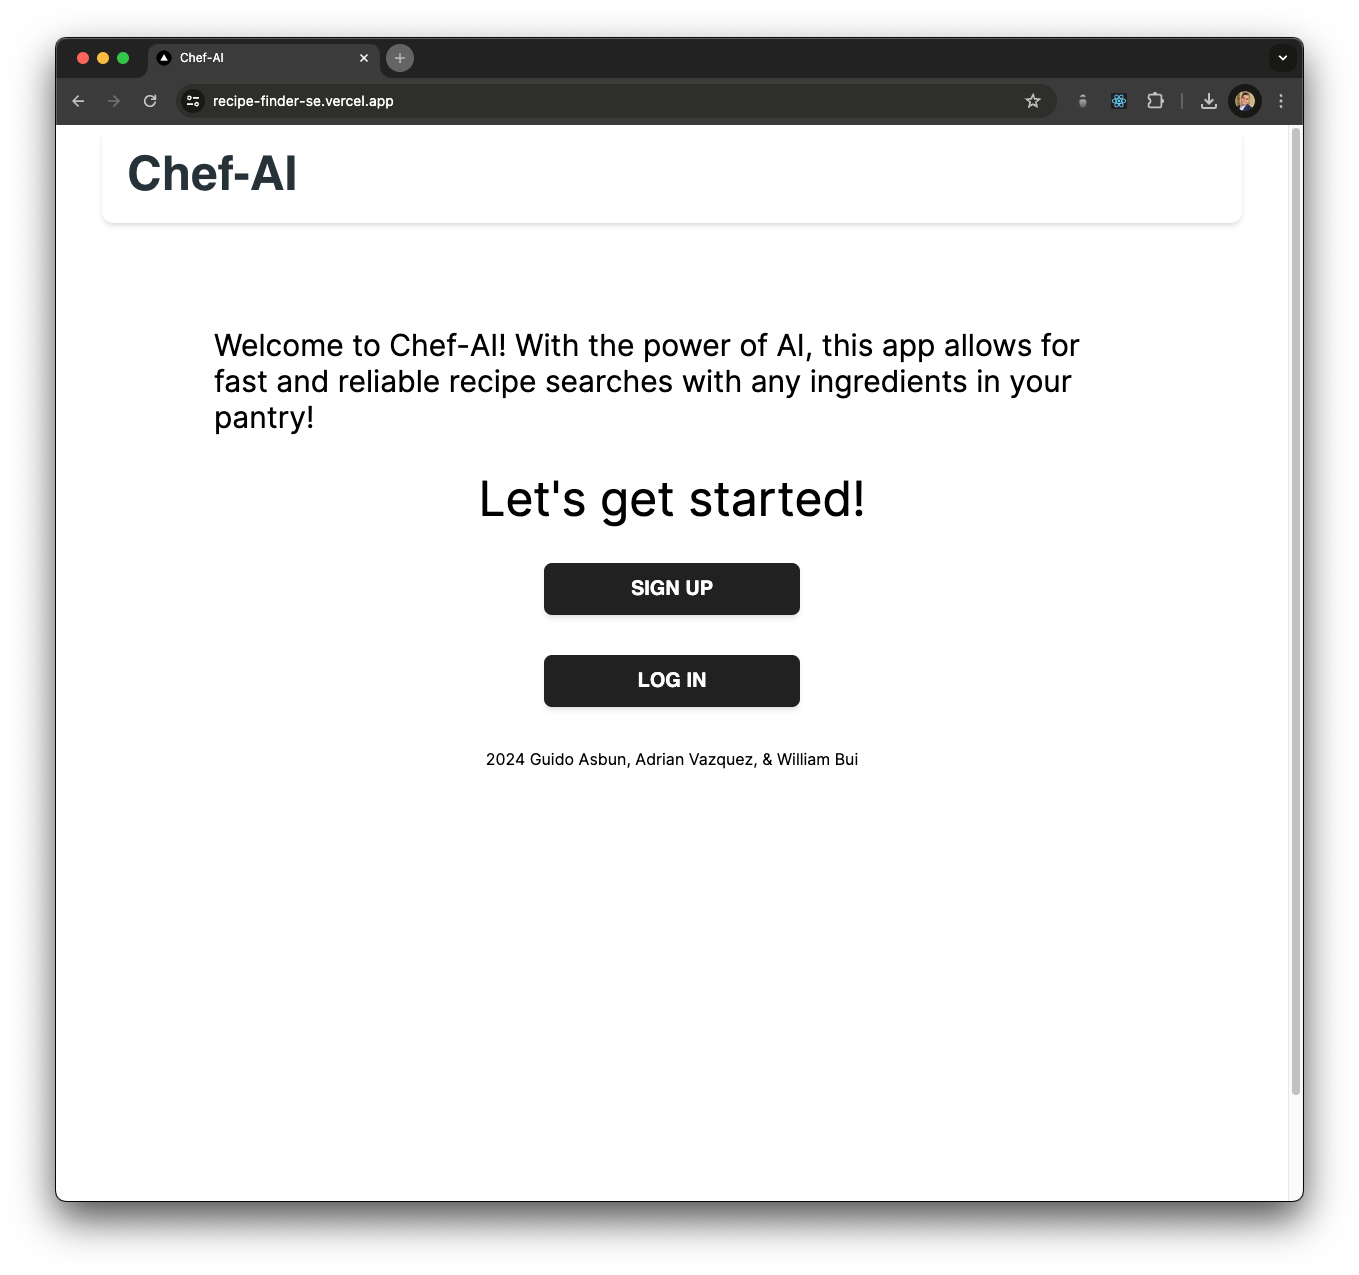 Chef-AI
recipe-finder-se.vercel.app
Chef-AI
Welcome to Chef-AI! With the power of AI, this app allows for
fast and reliable recipe searches with any ingredients in your
pantry!
Let's get started!
SIGN UP
LOG IN
2024 Guido Asbun, Adrian Vazquez, & William Bui